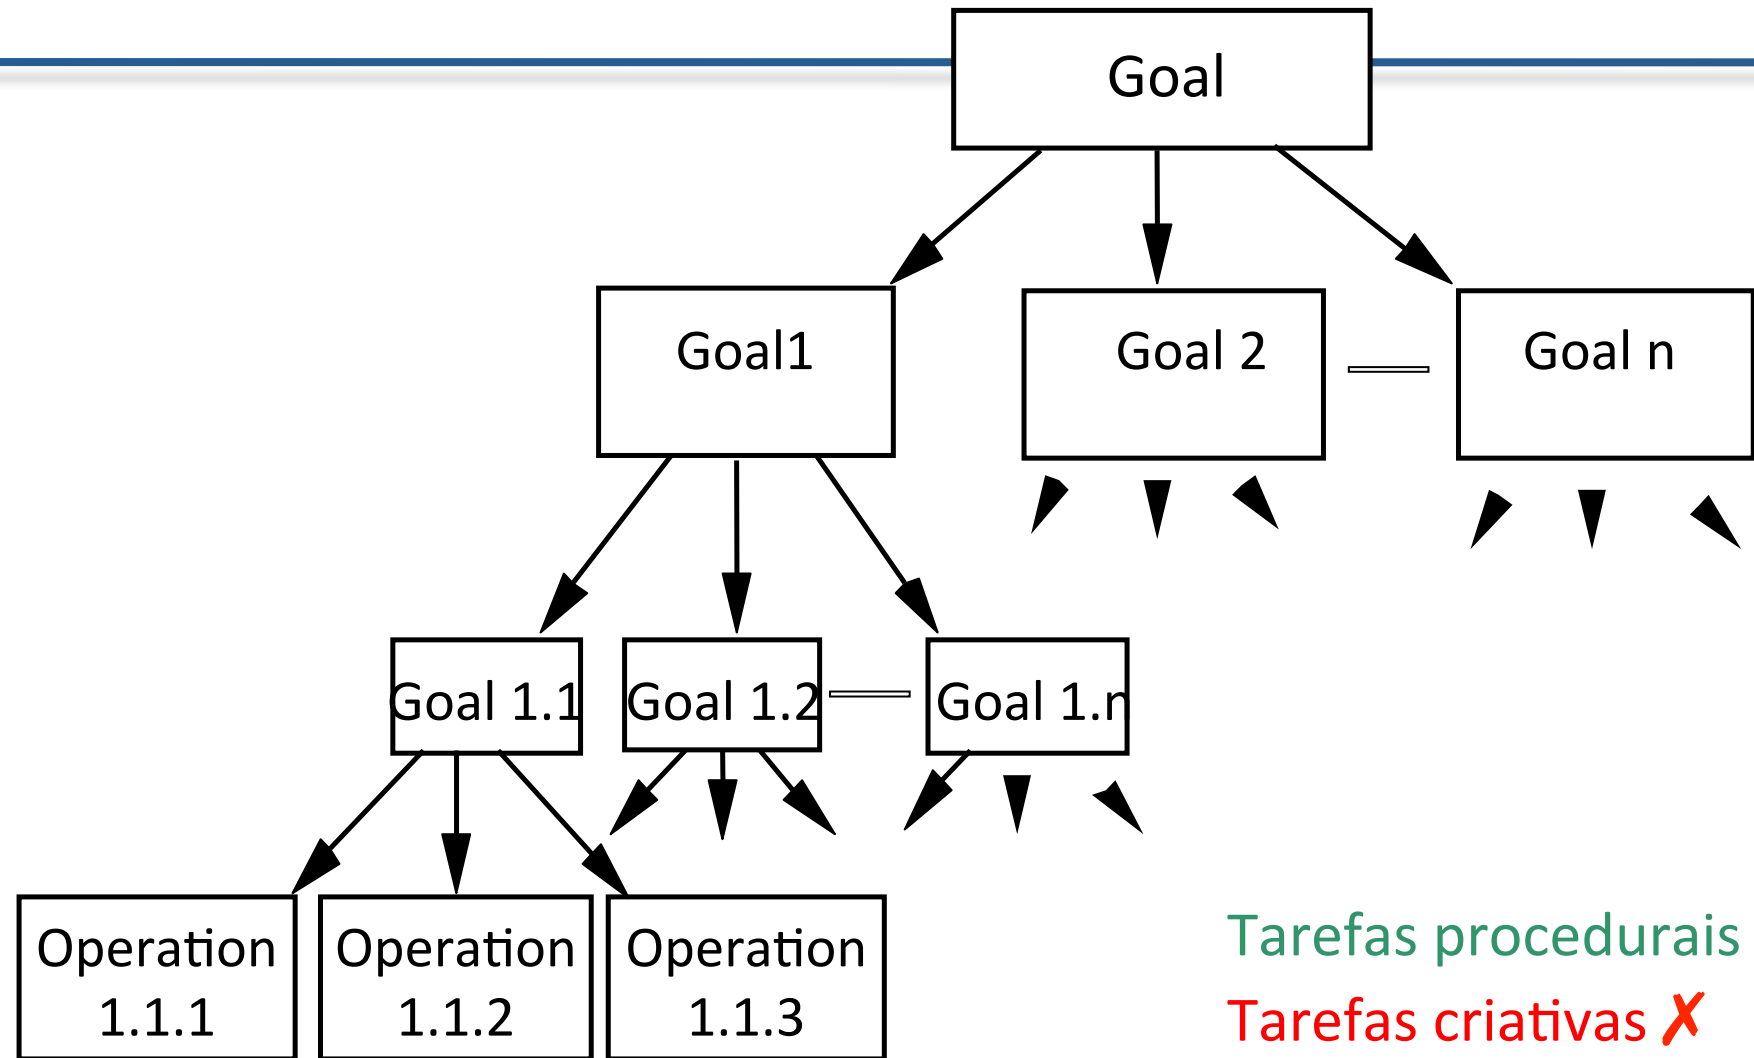 Goal
Goal1
Goal 2
Goal n
Goal 1.1
Goal 1.2
Goal 1.n
Operation
1.1.1
Operation
1.1.2
Operation
1.1.3
Tarefas procedurais
Tarefas criativas ✗